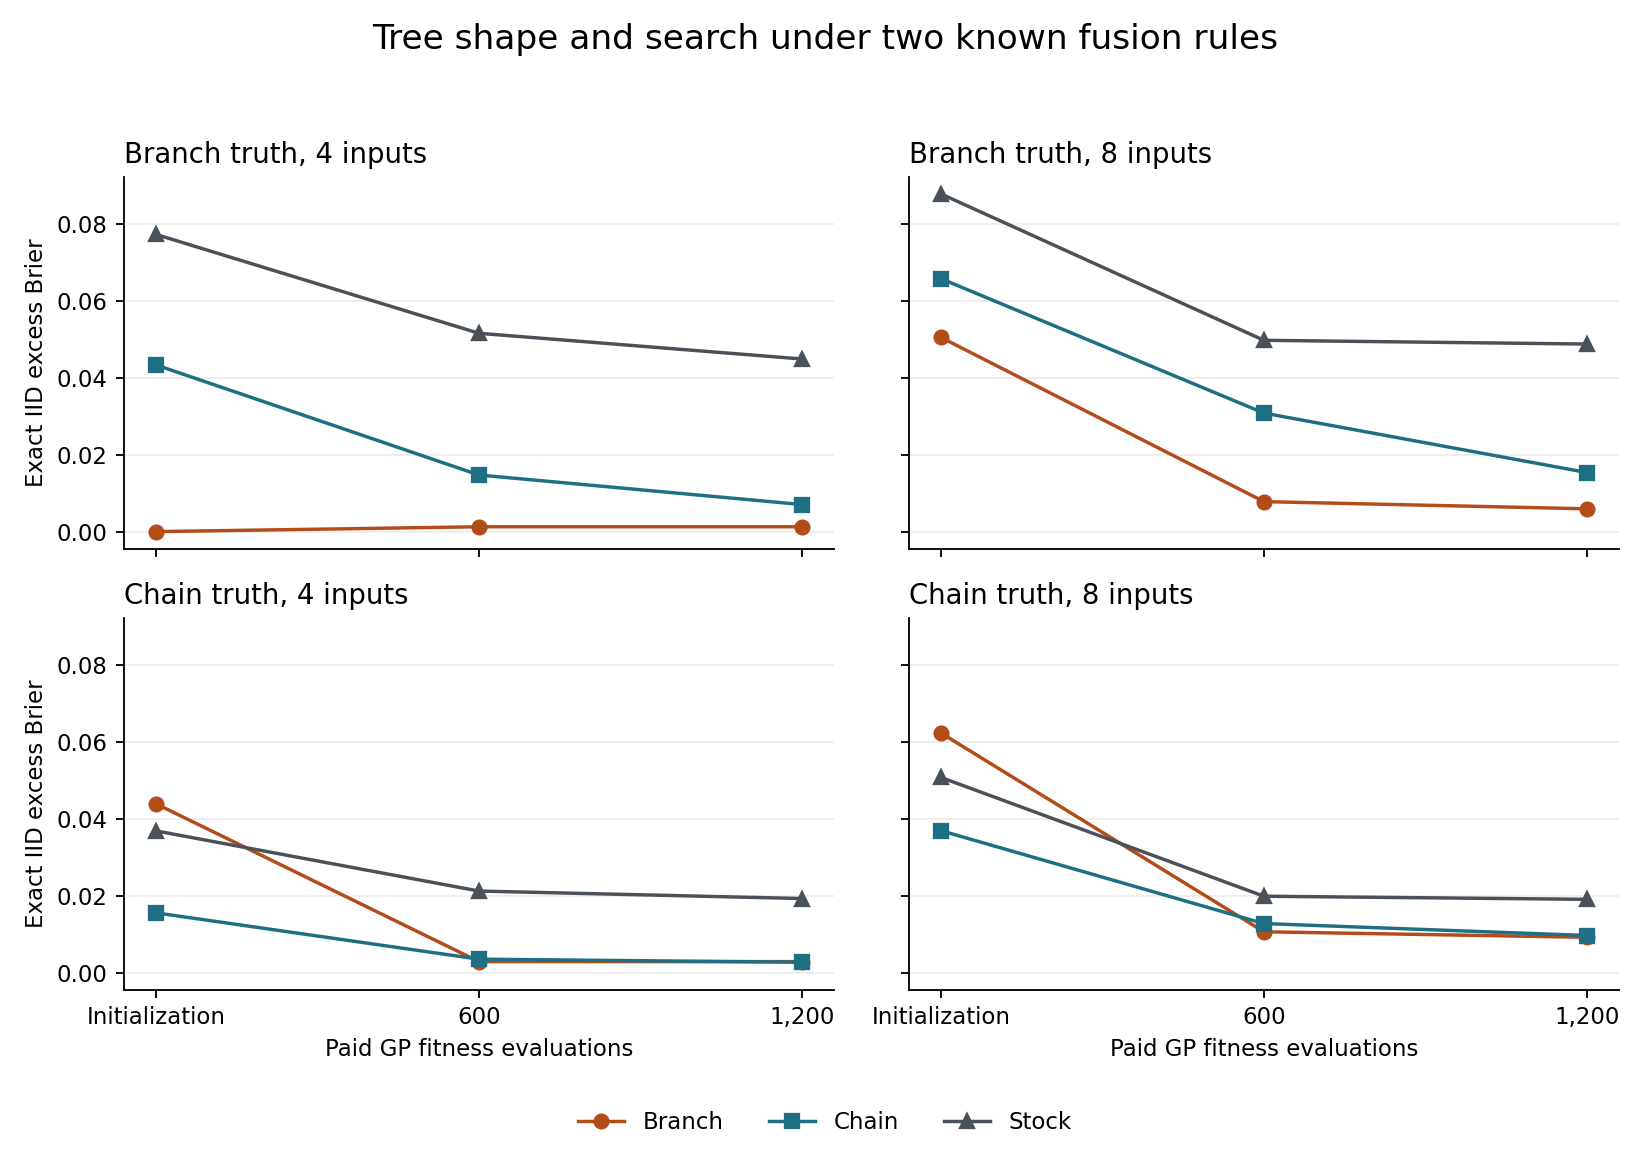 Tree shape and search under two known fusion rules
Branch truth, 4 inputs
Exact IID excess Brier
0.08
0.06
0.04
0.02
0.00
Branch truth, 8 inputs
Chain truth, 4 inputs
Exact IID excess Brier
0.08
0.06
0.04
0.02
0.00
Initialization 600 1,200
Paid GP fitness evaluations
Chain truth, 8 inputs
Initialization 600 1,200
Paid GP fitness evaluations
Branch Chain Stock